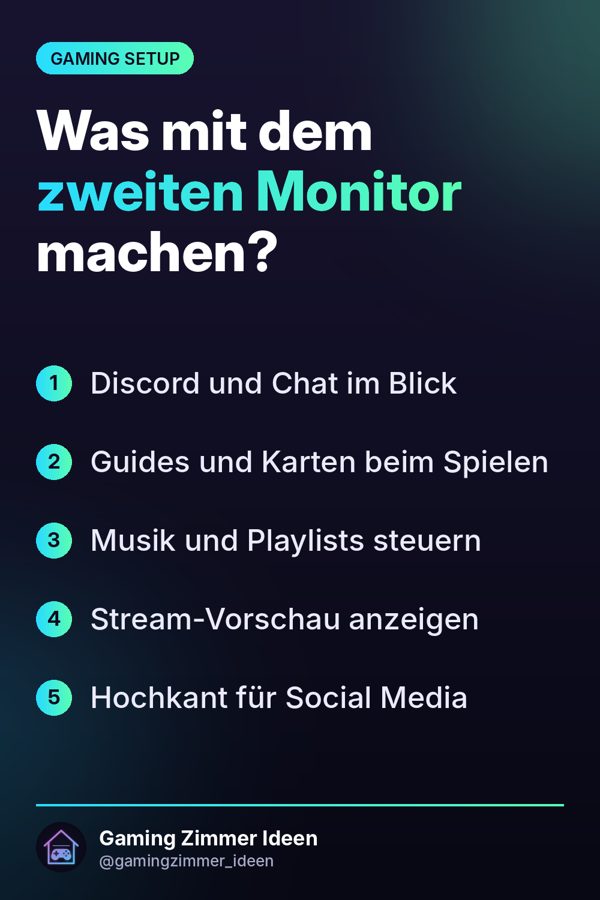 GAMING SETUP
Was mit dem
zweiten Monitor
machen?
1 Discord und Chat im Blick
2 Guides und Karten beim Spielen
3 Musik und Playlists steuern
4 Stream-Vorschau anzeigen
5 Hochkant für Social Media
Gaming Zimmer Ideen
@gamingzimmer_ideen